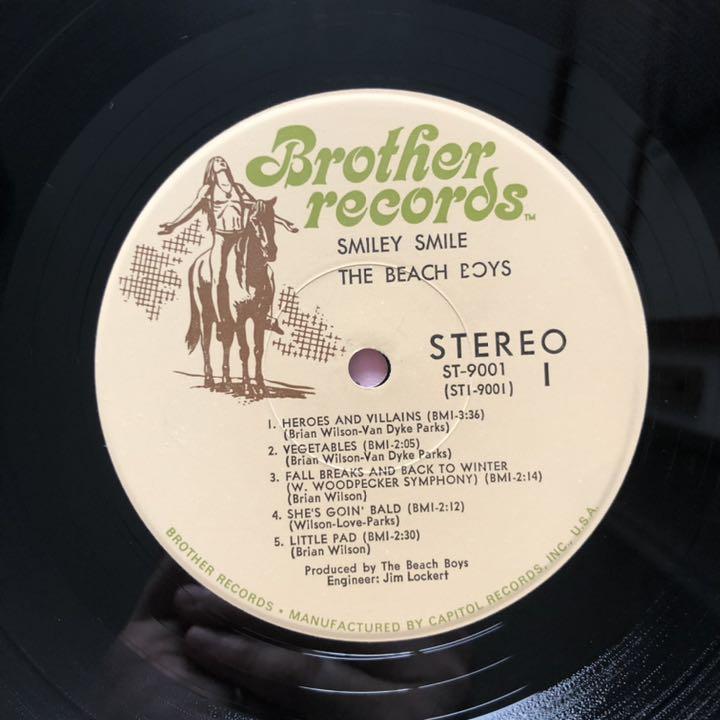 Brother
records™
SMILEY SMILE
THE BEACH BOYS
STEREO
ST-9001
(ST1-9001)
1
1. HEROES AND VILLAINS (BMI-3:36)
(Brian Wilson-Van Dyke Parks)
2. VEGETABLES (BMI-2:05)
(Brian Wilson-Van Dyke Parks)
3. FALL BREAKS AND BACK TO WINTER
(W. WOODPECKER SYMPHONY) (BMI-2:14)
(Brian Wilson)
4. SHE'S GOIN' BALD (BMI-2:12)
(Wilson-Love-Parks)
5. LITTLE PAD (BMI-2:30)
(Brian Wilson)
Produced by The Beach Boys
Engineer: Jim Lockert
BROTHER RECORDS • MANUFACTURED BY CAPITOL RECORDS, INC., U.S.A.